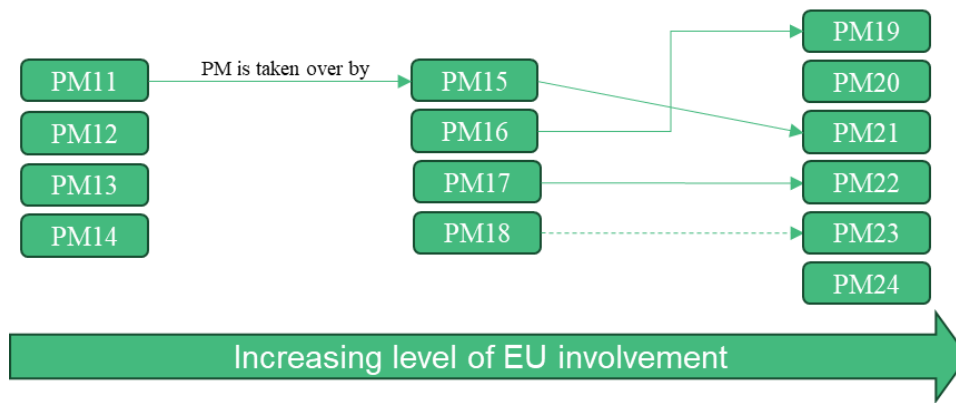 PM11
PM12
PM13
PM14
PM is taken over by
PM15
PM16
PM17
PM18
PM19
PM20
PM21
PM22
PM23
PM24
Increasing level of EU involvement